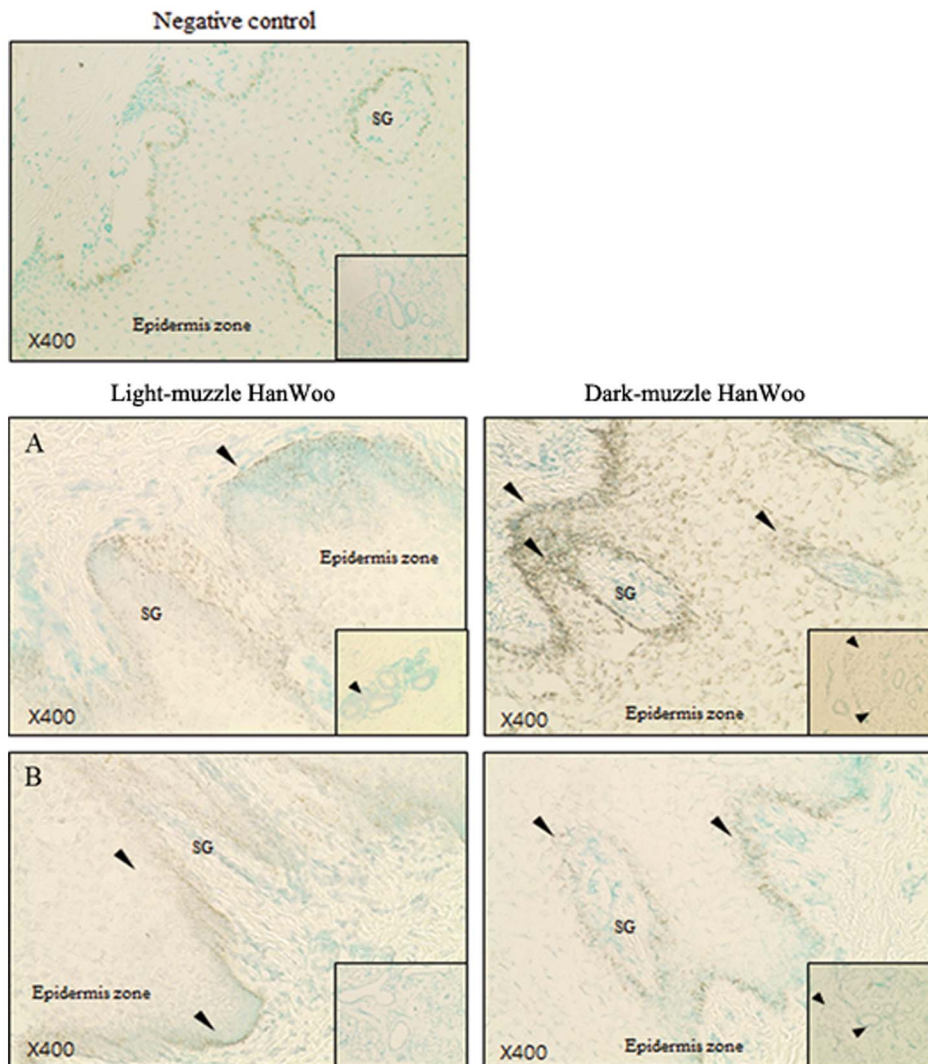 Negative control
SG
Epidermis zone
X400
Light-muzzle HanWoo
Dark-muzzle HanWoo
A
Epidermis zone
SG
X400
SG
X400
Epidermis zone
B
SG
Epidermis zone
X400
SG
X400
Epidermis zone